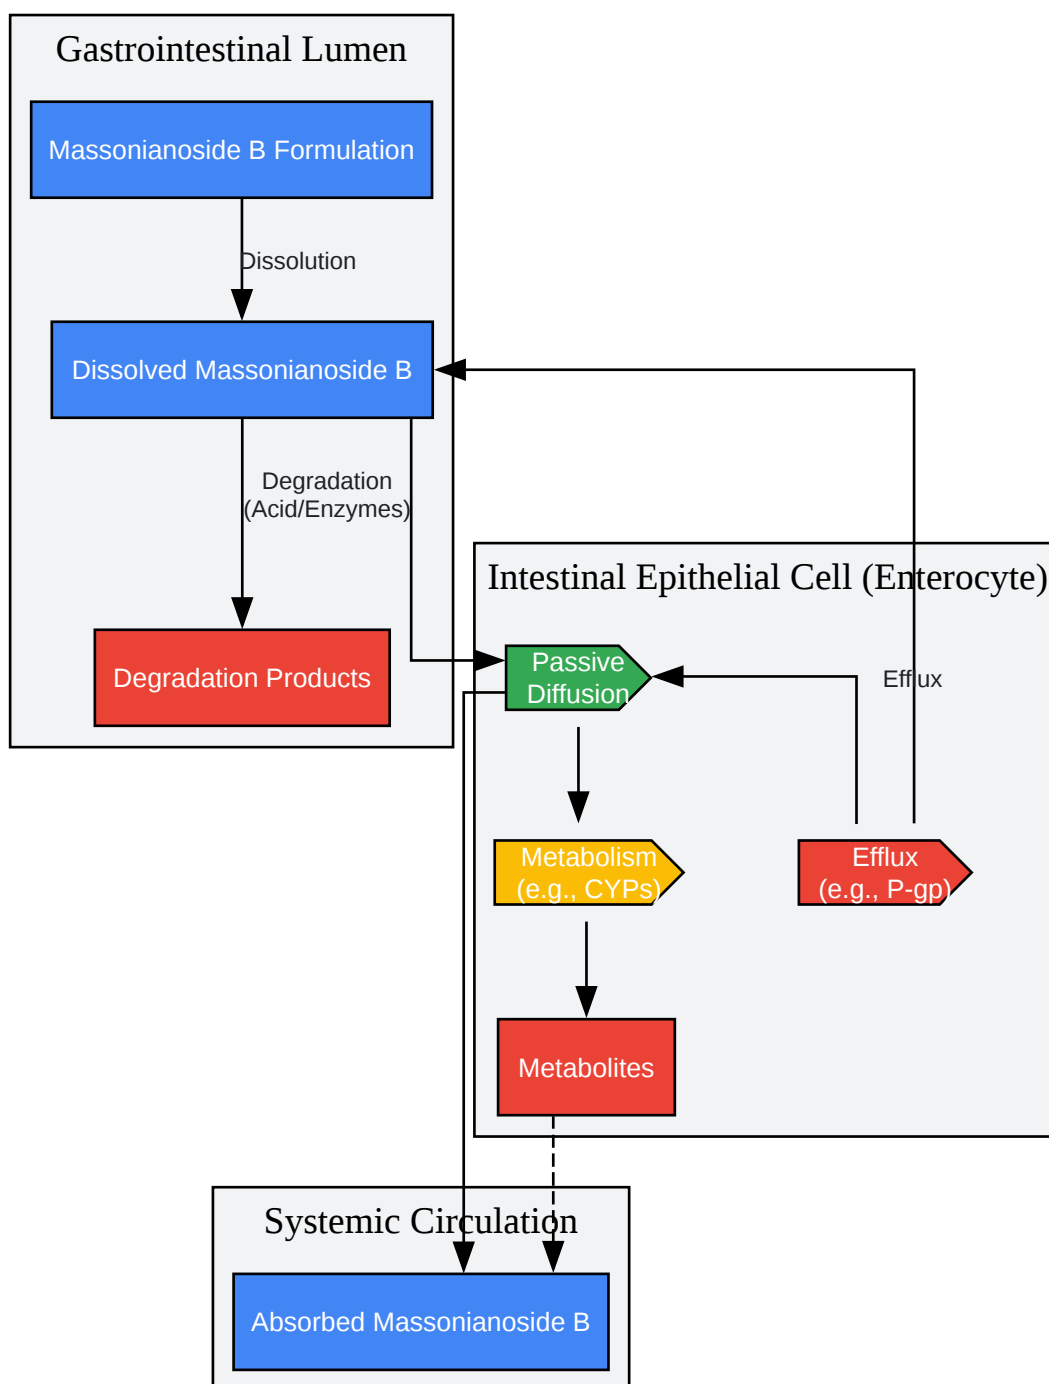 Gastrointestinal Lumen
Massonianoside B Formulation
Dissolution
Dissolved Massonianoside B
Degradation
(Acid/Enzymes)
Degradation Products
Intestinal Epithelial Cell (Enterocyte)
Passive
Diffusion
Efflux
Metabolism
(e.g., CYPs)
Efflux
(e.g., P-gp)
Metabolites
Systemic Circulation
Absorbed Massonianoside B